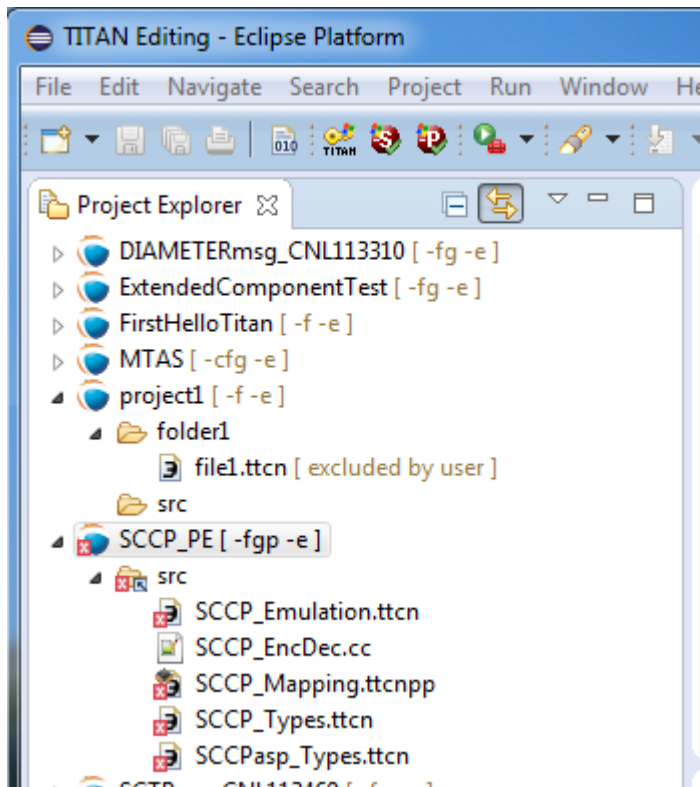 TITAN Editing - Eclipse Platform
File Edit Navigate Search Project Run Window
010 TITAN S P
Project Explorer
DIAMETERmsg_CNL113310 [ -fg -e ]
ExtendedComponentTest [ -fg -e ]
FirstHelloTitan [ -f -e ]
MTAS [ -cfg -e ]
project1 [ -f -e ]
folder1
file1.ttcn [ excluded by user ]
src
SCCP_PE [ -fgp -e ]
src
SCCP_Emulation.ttcn
SCCP_EncDec.cc
SCCP_Mapping.ttcnpp
SCCP_Types.ttcn
SCCPasp_Types.ttcn